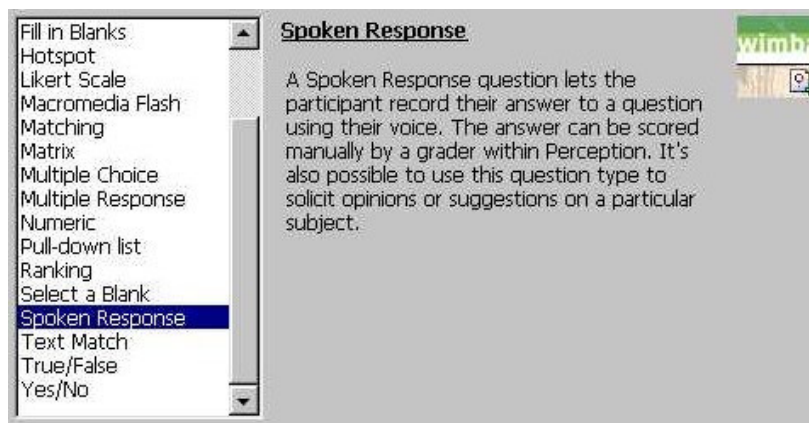 Fill in Blanks
Hotspot
Likert Scale
Macromedia Flash
Matching
Matrix
Multiple Choice
Multiple Response
Numeric
Pull-down list
Ranking
Select a Blank
Spoken Response
Text Match
True/False
Yes/No
Spoken Response
A Spoken Response question lets the
participant record their answer to a question
using their voice. The answer can be scored
manually by a grader within Perception. It's
also possible to use this question type to
solicit opinions or suggestions on a particular
subject.
wimba